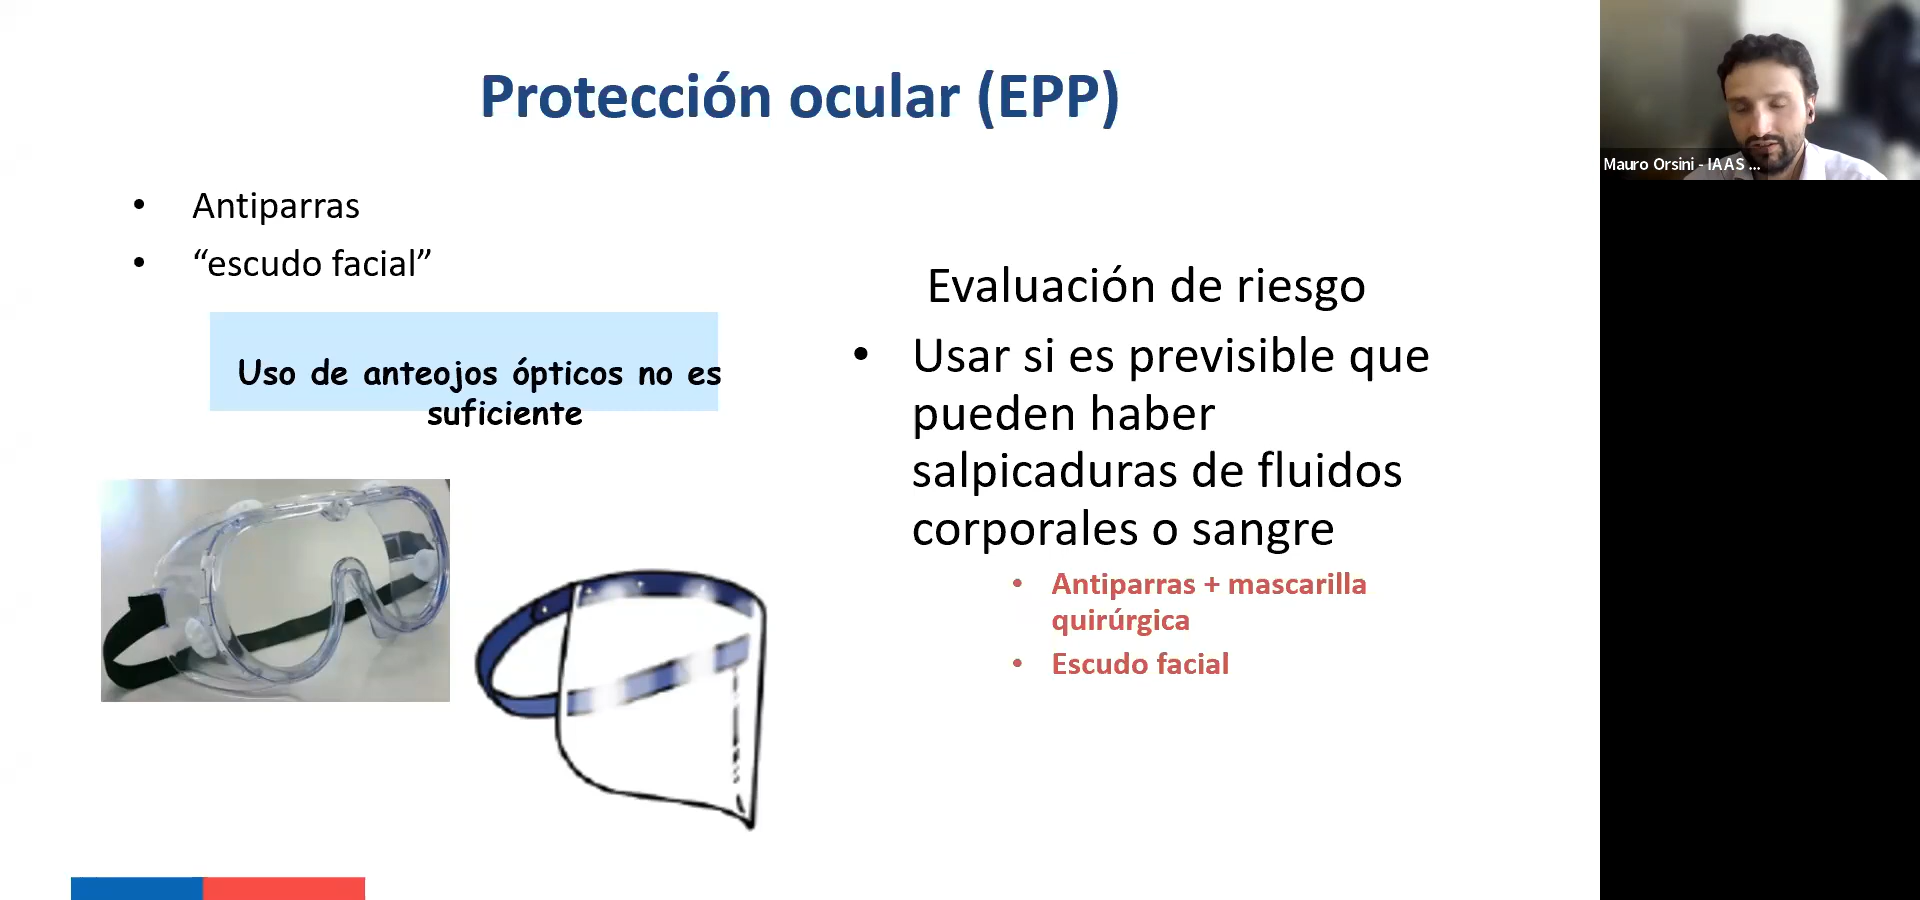 Protección ocular (EPP)
• Antiparras
• “escudo facial”
Uso de anteojos ópticos no es
suficiente
Evaluación de riesgo
• Usar si es previsible que
pueden haber
salpicaduras de fluidos
corporales o sangre
• Antiparras + mascarilla
quirúrgica
• Escudo facial
Mauro Orsini - IAAS ...